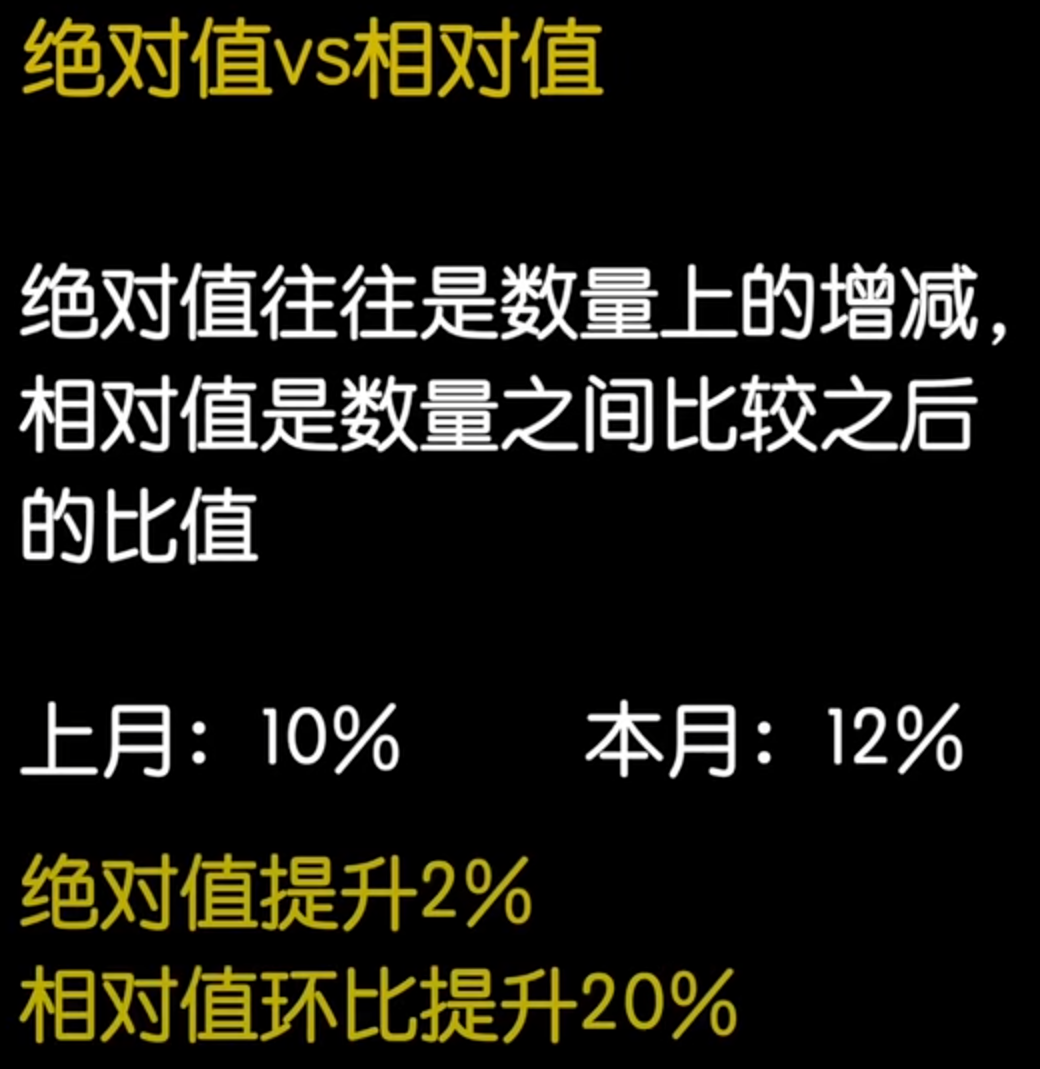 绝对值vs相对值
绝对值往往是数量上的增减，
相对值是数量之间比较之后
的比值
上月：10%　　本月：12%
绝对值提升2%
相对值环比提升20%